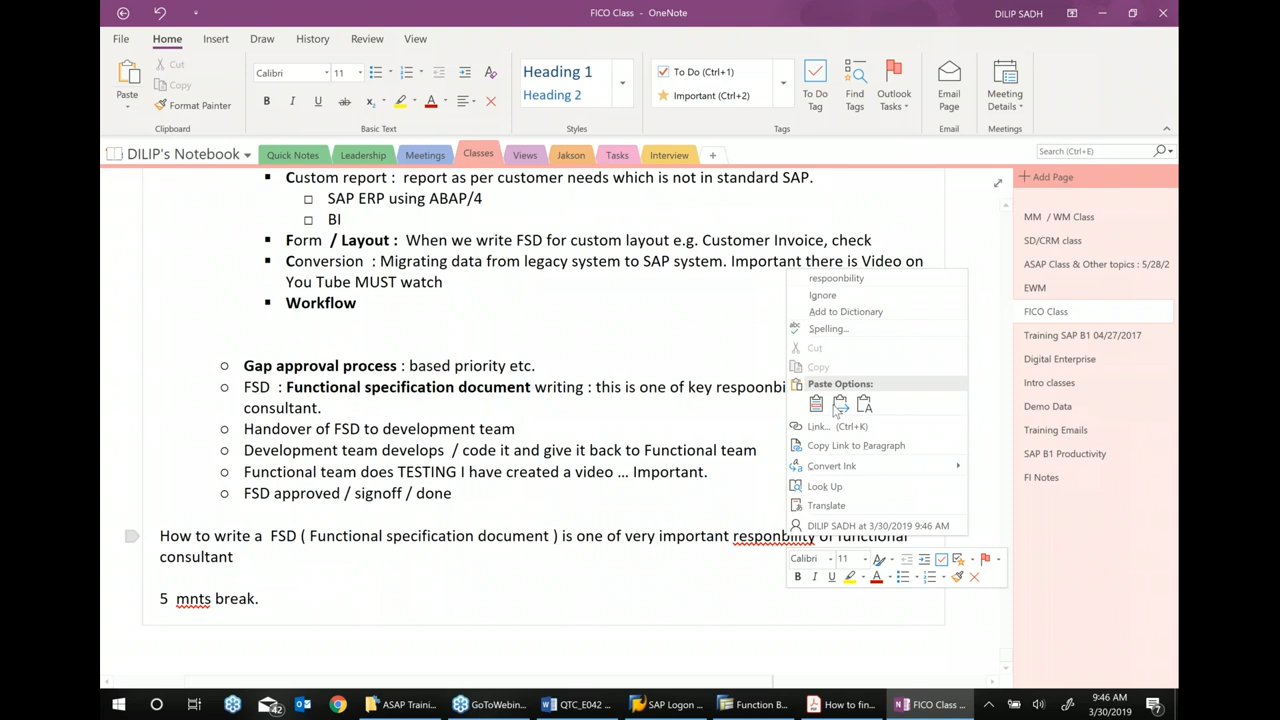 FICO Class - OneNote
DILIP SADH
File Home Insert Draw History Review View
Paste
Cut
Copy
Format Painter
Clipboard
Calibri 11
B I U ab x₂ A
Basic Text
Heading 1
Heading 2
Styles
To Do (Ctrl+1)
Important (Ctrl+2)
To Do Tag
Find Tags
Outlook Tasks
Tags
Email Page
Email
Meeting Details
Meetings
DILIP's Notebook
Quick Notes Leadership Meetings Classes Views Jakson Tasks Interview
Search (Ctrl+E)
Add Page
MM / WM Class
SD/CRM class
ASAP Class & Other topics : 5/28/2
EWM
FICO Class
Training SAP B1 04/27/2017
Digital Enterprise
Intro classes
Demo Data
Training Emails
SAP B1 Productivity
FI Notes
Custom report : report as per customer needs which is not in standard SAP.
SAP ERP using ABAP/4
BI
Form / Layout : When we write FSD for custom layout e.g. Customer Invoice, check
Conversion : Migrating data from legacy system to SAP system. Important there is Video on
You Tube MUST watch
Workflow
Gap approval process : based priority etc.
FSD : Functional specification document writing : this is one of key respoonbi
consultant.
Handover of FSD to development team
Development team develops / code it and give it back to Functional team
Functional team does TESTING I have created a video ... Important.
FSD approved / signoff / done
How to write a FSD ( Functional specification document ) is one of very important responbility of functional
consultant
5 mnts break.
respoonbility
Ignore
Add to Dictionary
Spelling...
Cut
Copy
Paste Options:
Link... (Ctrl+K)
Copy Link to Paragraph
Convert Ink
Look Up
Translate
DILIP SADH at 3/30/2019 9:46 AM
Calibri 11
B I U A
42
ASAP Traini...
GoToWebin...
QTC_E042 ...
SAP Logon ...
Function B...
How to fin...
FICO Class ...
9:46 AM
3/30/2019
7